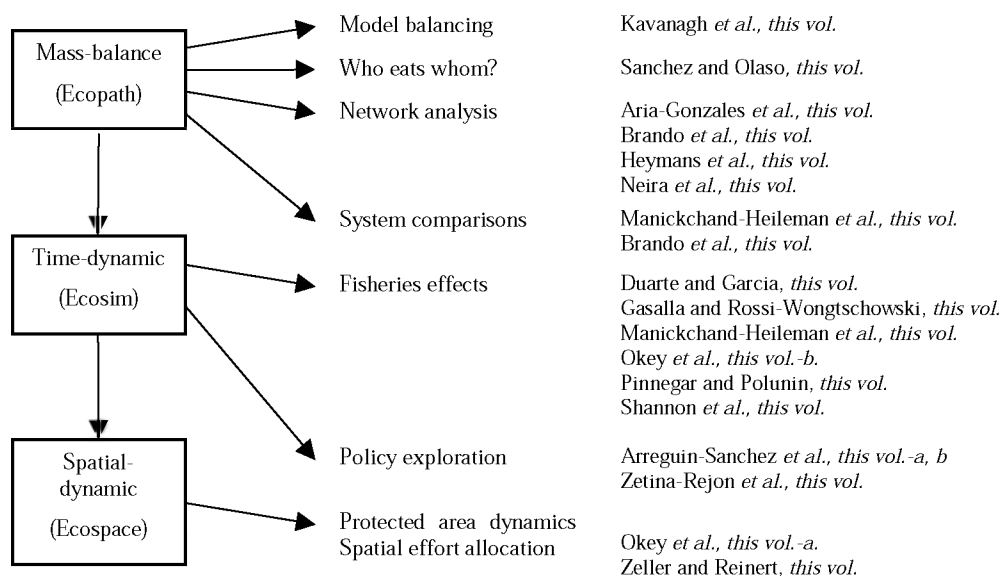 Mass-balance
(Ecopath)
Model balancing
Kavanagh et al., this vol.
Who eats whom?
Sanchez and Olaso, this vol.
Network analysis
Aria-Gonzales et al., this vol.
Brando et al., this vol.
Heymans et al., this vol.
Neira et al., this vol.
System comparisons
Manickchand-Heileman et al., this vol.
Brando et al., this vol.
Time-dynamic
(Ecosim)
Fisheries effects
Duarte and Garcia, this vol.
Gasalla and Rossi-Wongtschowski, this vol.
Manickchand-Heileman et al., this vol.
Okey et al., this vol.-b.
Pinnegar and Polunin, this vol.
Shannon et al., this vol.
Policy exploration
Arreguin-Sanchez et al., this vol.-a, b
Zetina-Rejon et al., this vol.
Spatial-
dynamic
(Ecospace)
Protected area dynamics
Spatial effort allocation
Okey et al., this vol.-a.
Zeller and Reinert, this vol.